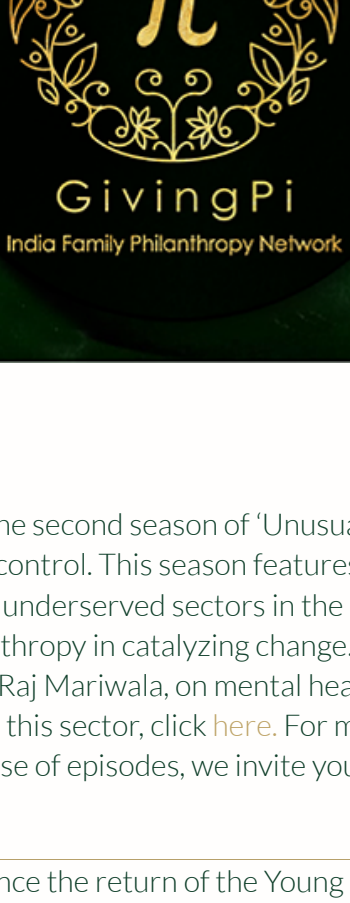 π
GivingPi
India Family Philanthropy Network
he second season of ‘Unusua
control. This season features
underserved sectors in the
thropy in catalyzing change.
Raj Mariwala, on mental hea
this sector, click here. For m
se of episodes, we invite you
nce the return of the Young